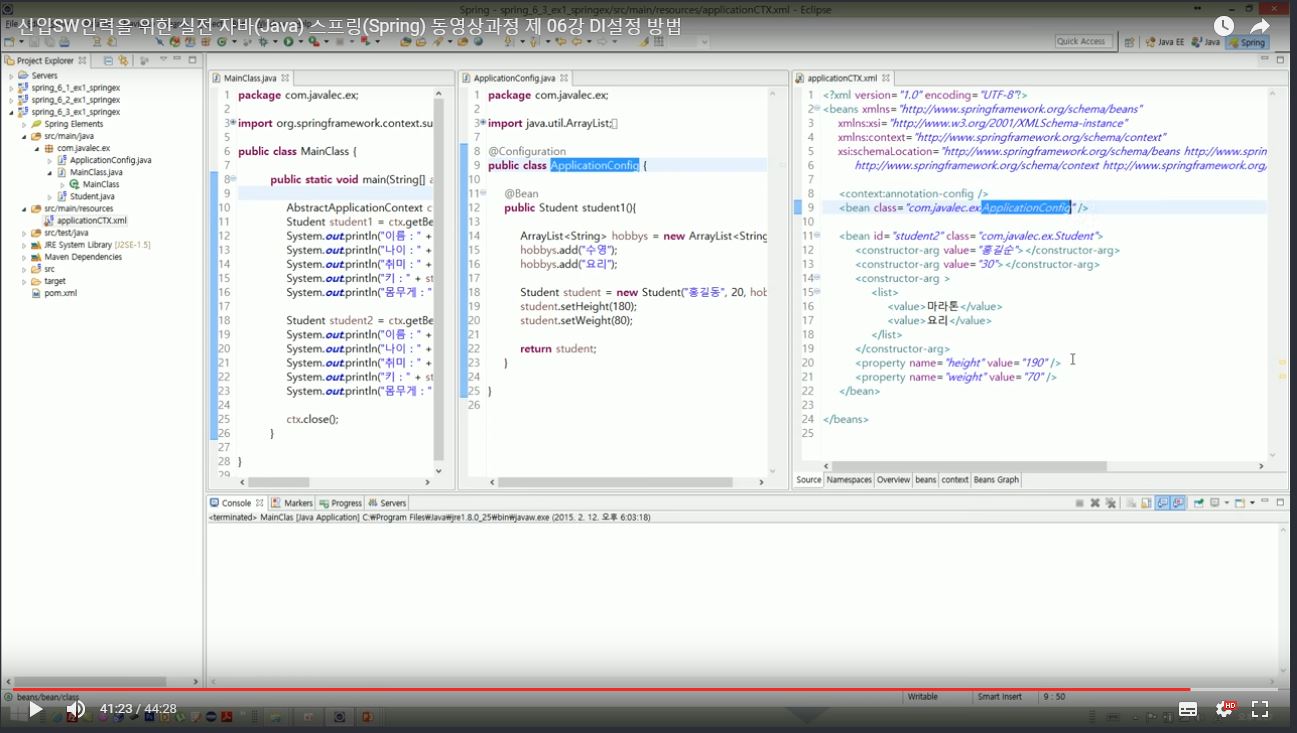 Spring - spring_6_3_ex1_springex/src/main/resources/applicationCTX.xml - Eclipse
신입SW인력을 위한 실전 자바(Java) 스프링(Spring) 동영상과정 제 06강 DI설정 방법
Quick Access
Java EE
Java
Spring
Project Explorer
Servers
spring_6_1_ex1_springex
spring_6_2_ex1_springex
spring_6_3_ex1_springex
Spring Elements
src/main/java
com.javalec.ex
ApplicationConfig.java
MainClass.java
MainClass
Student.java
src/main/resources
applicationCTX.xml
src/test/java
JRE System Library [J2SE-1.5]
Maven Dependencies
src
target
pom.xml
MainClass.java
1 package com.javalec.ex;
2
3 import org.springframework.context.su
5
6 public class MainClass {
7
8 public static void main(String[] a
9
10 AbstractApplicationContext c
11 Student student1 = ctx.getBe
12 System.out.println("이름 : " +
13 System.out.println("나이 : " +
14 System.out.println("취미 : " +
15 System.out.println("키 : " + st
16 System.out.println("몸무게 : "
17
18 Student student2 = ctx.getBe
19 System.out.println("이름 : " +
20 System.out.println("나이 : " +
21 System.out.println("취미 : " +
22 System.out.println("키 : " + st
23 System.out.println("몸무게 : "
24
25 ctx.close();
26 }
27
28 }
29
ApplicationConfig.java
1 package com.javalec.ex;
2
3 import java.util.ArrayList;
7
8 @Configuration
9 public class ApplicationConfig {
10
11 @Bean
12 public Student student1(){
13
14 ArrayList<String> hobbys = new ArrayList<String
15 hobbys.add("수영");
16 hobbys.add("요리");
17
18 Student student = new Student("홍길동", 20, hob
19 student.setHeight(180);
20 student.setWeight(80);
21
22 return student;
23 }
24
25 }
26
applicationCTX.xml
1 <?xml version="1.0" encoding="UTF-8"?>
2 <beans xmlns="http://www.springframework.org/schema/beans"
3 xmlns:xsi="http://www.w3.org/2001/XMLSchema-instance"
4 xmlns:context="http://www.springframework.org/schema/context"
5 xsi:schemaLocation="http://www.springframework.org/schema/beans http://www.sprin
6 http://www.springframework.org/schema/context http://www.springframework.org/
7
8 <context:annotation-config />
9 <bean class="com.javalec.ex.ApplicationConfig" />
10
11 <bean id="student2" class="com.javalec.ex.Student">
12 <constructor-arg value="홍길순"></constructor-arg>
13 <constructor-arg value="30"></constructor-arg>
14 <constructor-arg >
15 <list>
16 <value>마라톤</value>
17 <value>요리</value>
18 </list>
19 </constructor-arg>
20 <property name="height" value="190" />
21 <property name="weight" value="70" />
22 </bean>
23
24 </beans>
25
Source Namespaces Overview beans context Beans Graph
Console Markers Progress Servers
<terminated> MainClas [Java Application] C:₩Program Files₩Java₩jre1.8.0_25₩bin₩javaw.exe (2015. 2. 12. 오후 6:03:18)
beans/bean/class
Writable
Smart Insert
9 : 50
41:23 / 44:28
HD